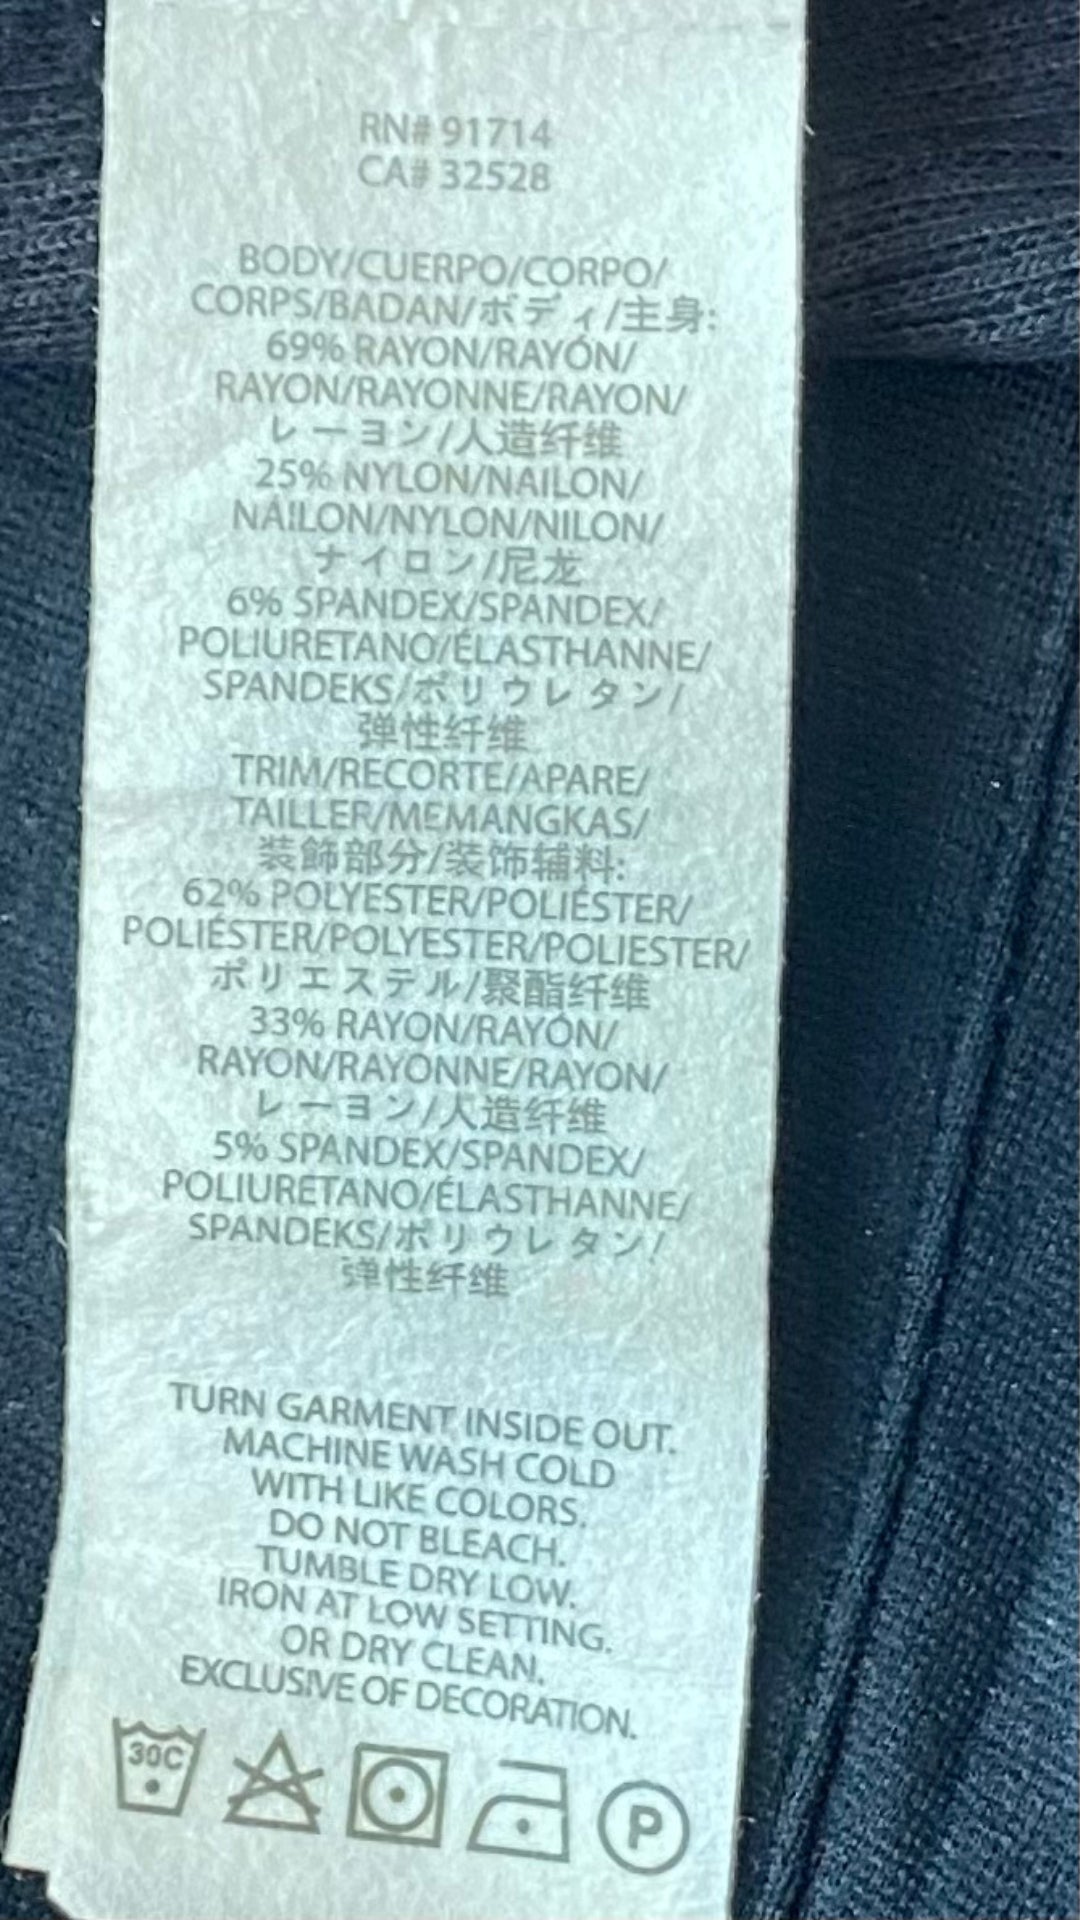 RN# 91714
CA# 32528
BODY/CUERPO/CORPO/
CORPS/BADAN/ボディ/主身:
69% RAYON/RAYÓN/
RAYON/RAYONNE/RAYON/
レーヨン/人造纤维
25% NYLON/NAILON/
NÁILON/NYLON/NILON/
ナイロン/尼龙
6% SPANDEX/SPANDEX/
POLIURETANO/ÉLASTHANNE/
SPANDEKS/ポリウレタン/
弹性纤维
TRIM/RECORTE/APARE/
TAILLER/MEMANGKAS/
装飾部分/装饰辅料:
62% POLYESTER/POLIÉSTER/
POLIÉSTER/POLYESTER/POLIESTER/
ポリエステル/聚酯纤维
33% RAYON/RAYÓN/
RAYON/RAYONNE/RAYON/
レーヨン/人造纤维
5% SPANDEX/SPANDEX/
POLIURETANO/ÉLASTHANNE/
SPANDEKS/ポリウレタン/
弹性纤维
TURN GARMENT INSIDE OUT.
MACHINE WASH COLD
WITH LIKE COLORS.
DO NOT BLEACH.
TUMBLE DRY LOW.
IRON AT LOW SETTING.
OR DRY CLEAN.
EXCLUSIVE OF DECORATION.
30C P